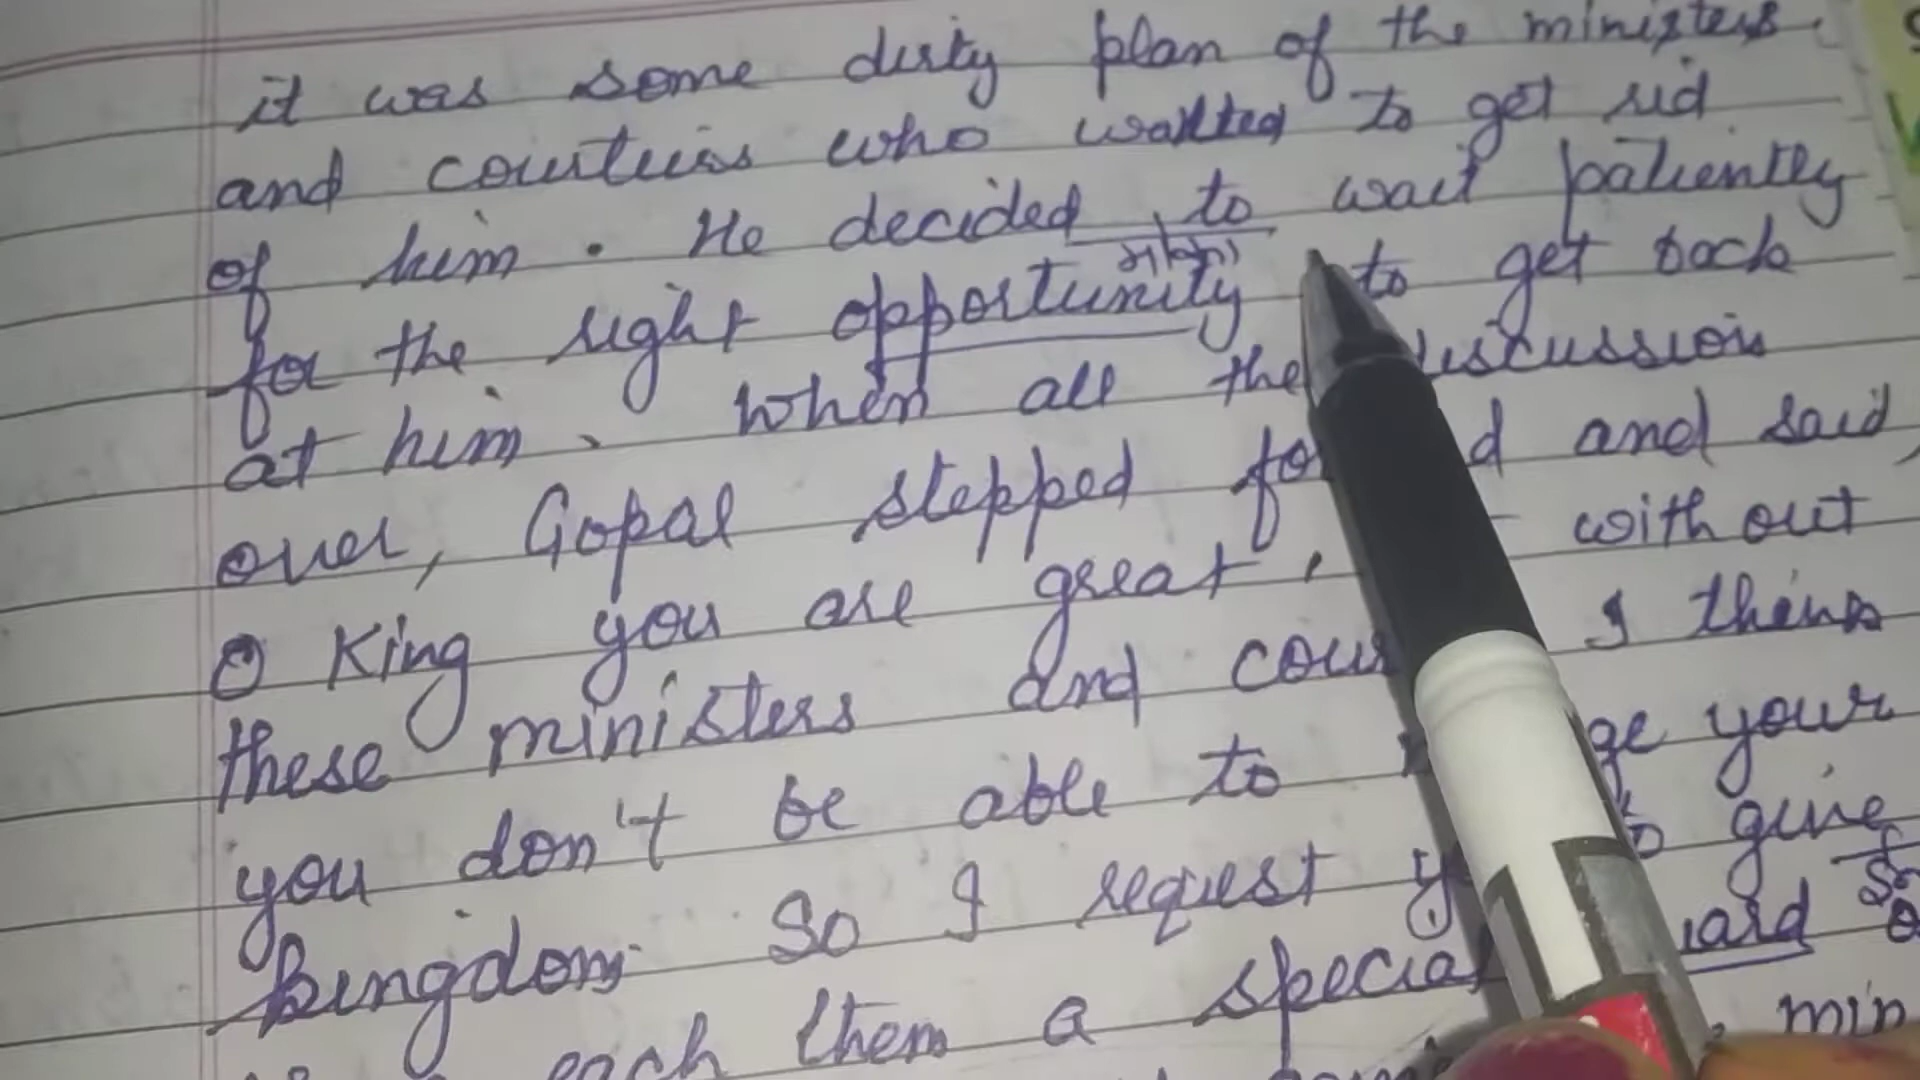 it was some dirty plan of the ministers
and courtiers who wanted to get rid
of him . He decided to wait patiently
मौका
for the right opportunity to get back
at him . when all the discussion
over, Gopal stepped and said,
O King you are great. with out
these ministers and I think
you don't be able to your
kingdom. So I request give
each them a special